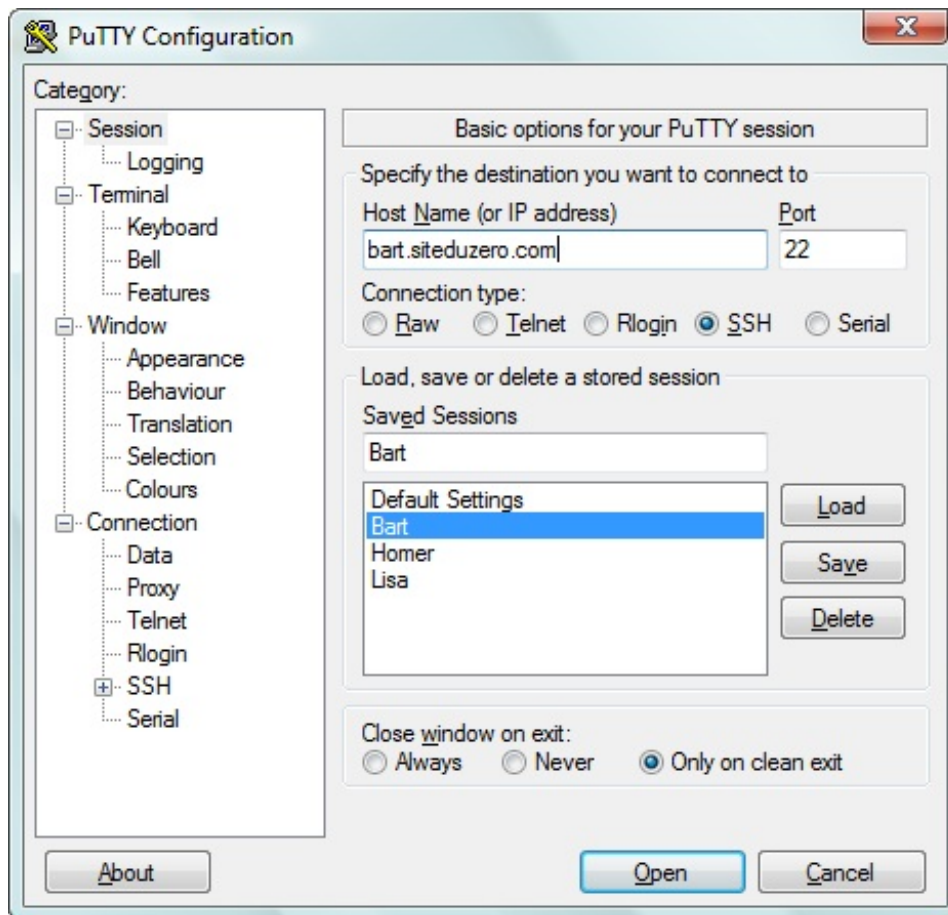 PuTTY Configuration
X
Category:
Session
Logging
Terminal
Keyboard
Bell
Features
Window
Appearance
Behaviour
Translation
Selection
Colours
Connection
Data
Proxy
Telnet
Rlogin
SSH
Serial
Basic options for your PuTTY session
Specify the destination you want to connect to
Host Name (or IP address) Port
bart.siteduzero.com 22
Connection type:
Raw Telnet Rlogin SSH Serial
Load, save or delete a stored session
Saved Sessions
Bart
Default Settings
Bart
Homer
Lisa
Load
Save
Delete
Close window on exit:
Always Never Only on clean exit
About Open Cancel